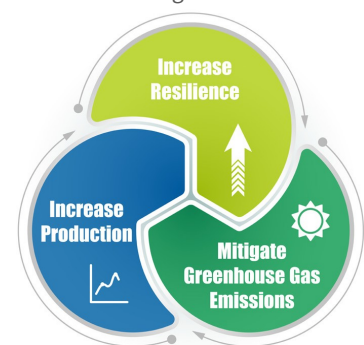 Increase
Resilience
Increase
Production
Mitigate
Greenhouse Gas
Emissions